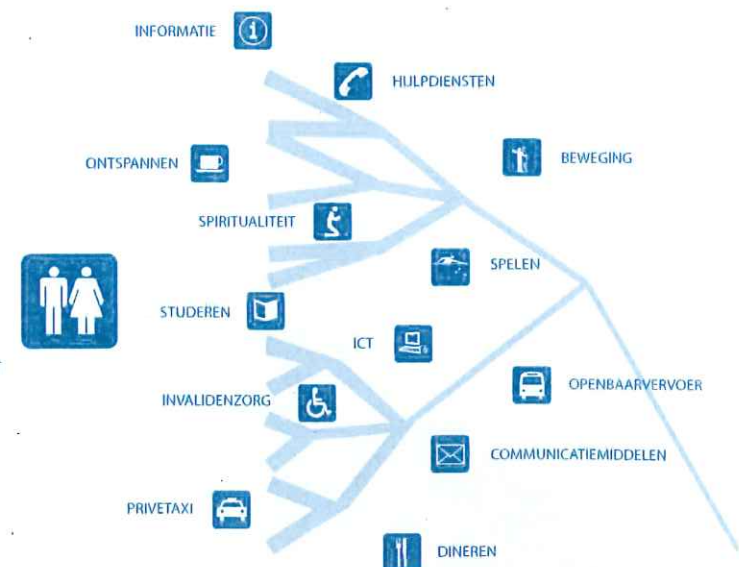 INFORMATIE
HULPDIENSTEN
ONTSPANNEN
BEWEGING
SPIRITUALITEIT
SPELEN
STUDEREN
ICT
OPENBAARVERVOER
INVALIDENZORG
COMMUNICATIEMIDDELEN
PRIVETAXI
DINEREN